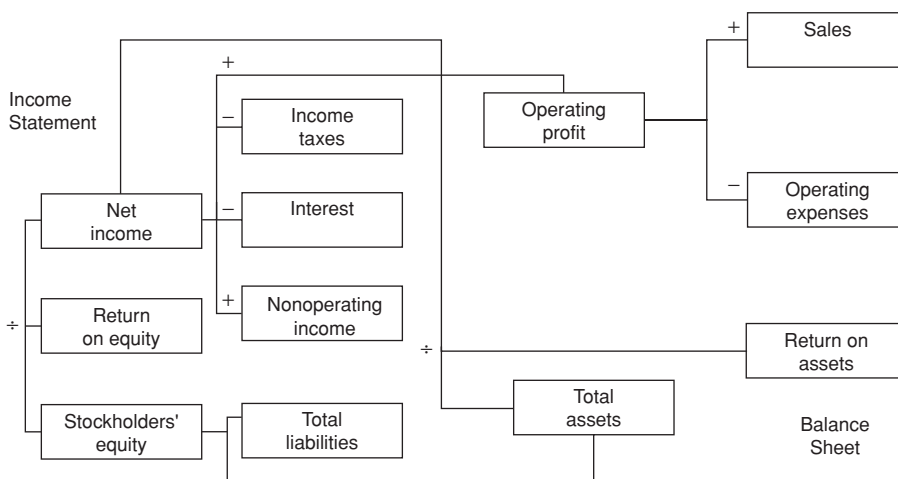 +
Sales
+
Income
Statement
Operating
profit
−
Income
taxes
−
Operating
expenses
Net
income
−
Interest
+
Nonoperating
income
÷
Return
on equity
÷
Return on
assets
Stockholders'
equity
Total
liabilities
Total
assets
Balance
Sheet